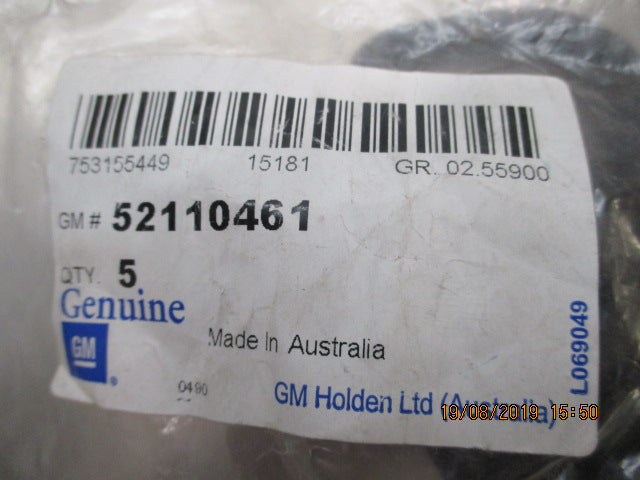 753155449 15181 GR. 02.55900
GM # 52110461
QTY. 5
Genuine
GM
®
Made In Australia
0490
GM Holden Ltd (Australia)
L069049
19/08/2019 15:50